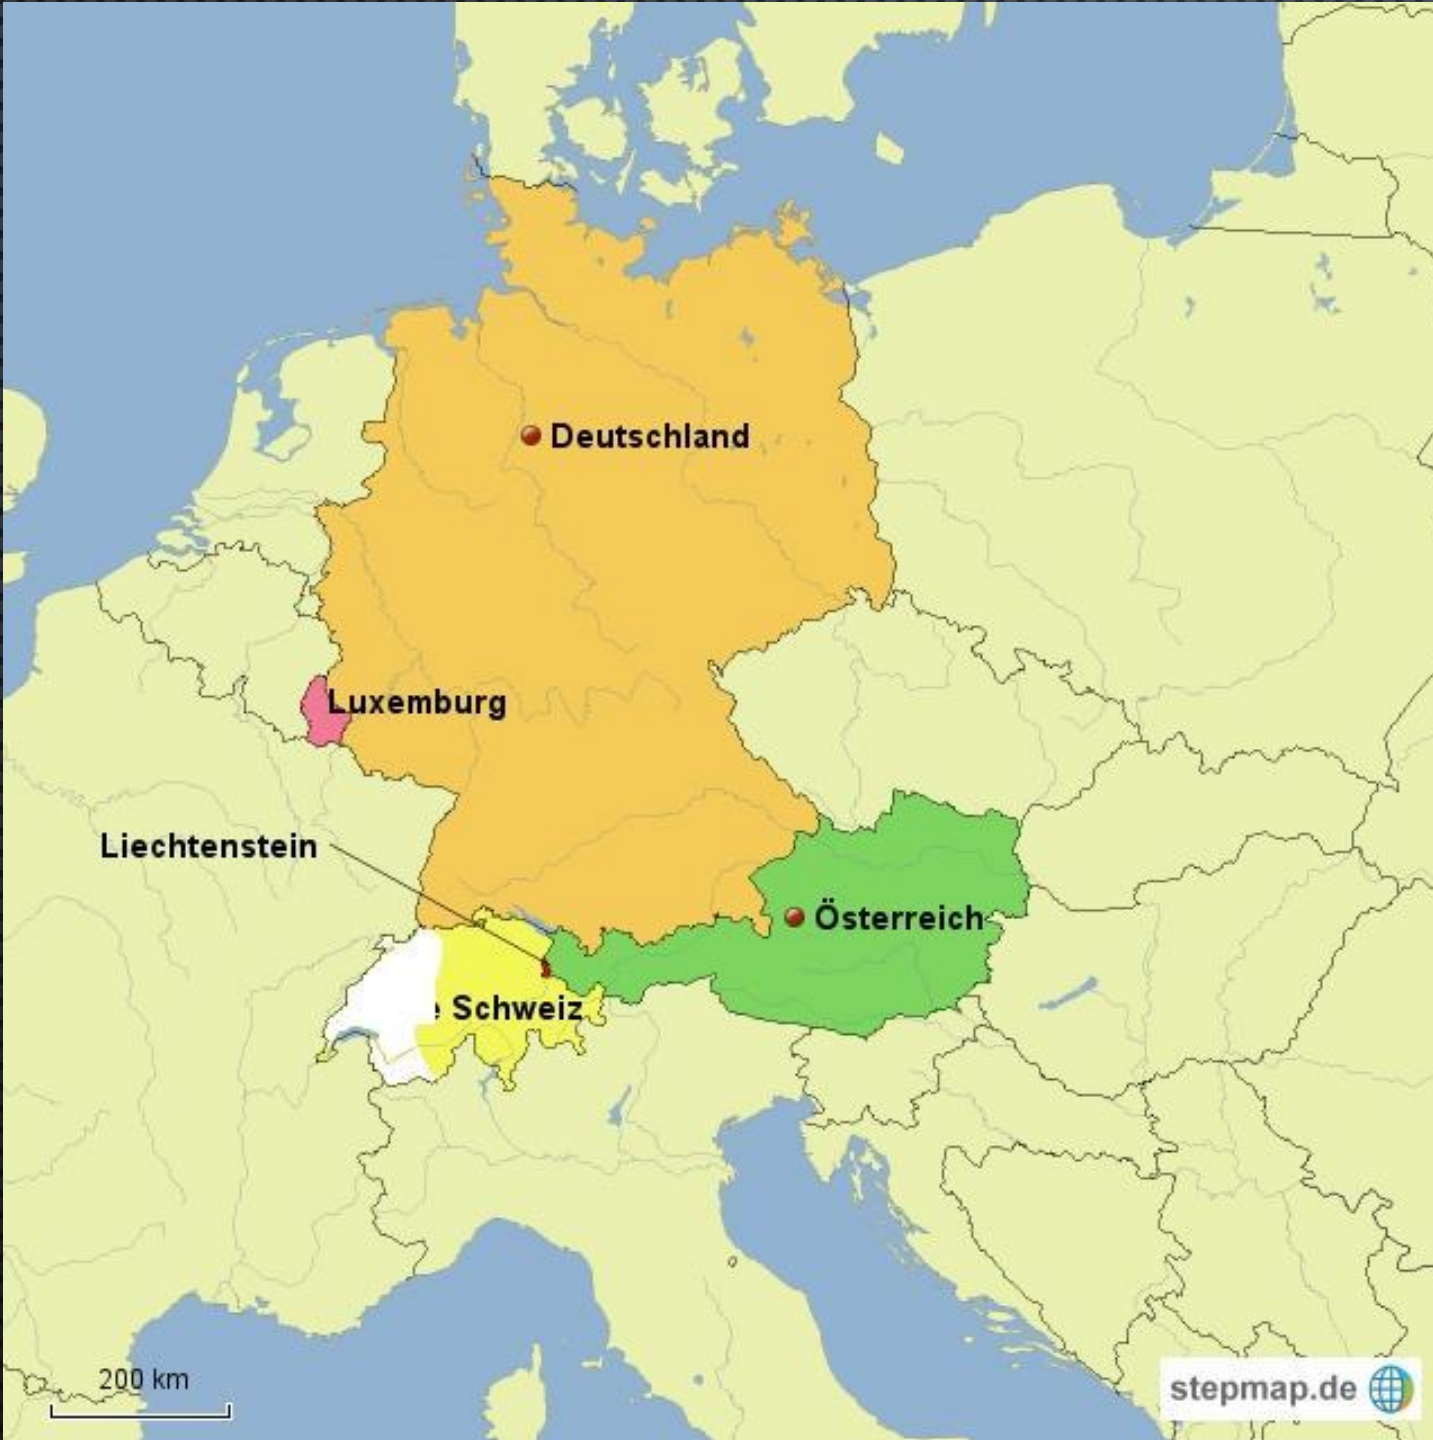 Deutschland
Luxemburg
Liechtenstein
Österreich
Schweiz
200 km
stepmap.de